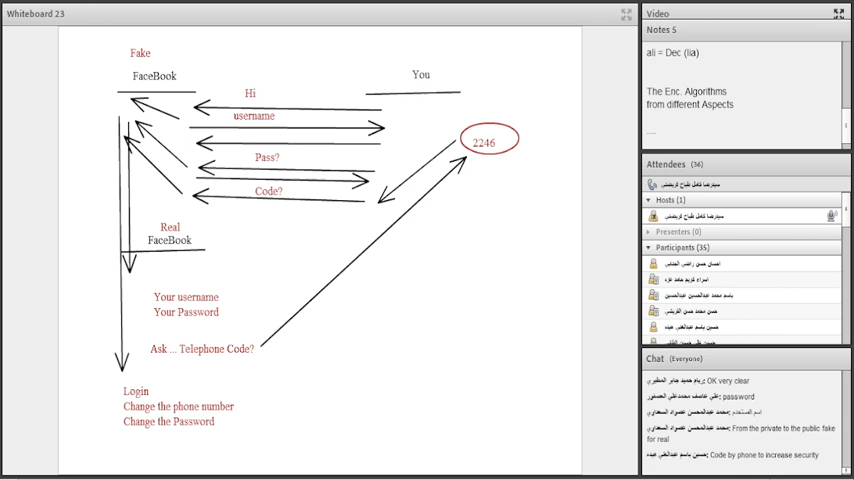 Whiteboard 23
Fake
FaceBook
You
Hi
username
2246
Pass?
Code?
Real
FaceBook
Your username
Your Password
Ask ... Telephone Code?
Login
Change the phone number
Change the Password
Video
Notes 5
ali = Dec (lia)
The Enc. Algorithms
from different Aspects
....
Attendees (36)
Hosts (1)
Presenters (0)
Participants (35)
Chat (Everyone)
OK very clear
password
اسم المستخدم
From the private to the public fake
for real
Code by phone to increase security